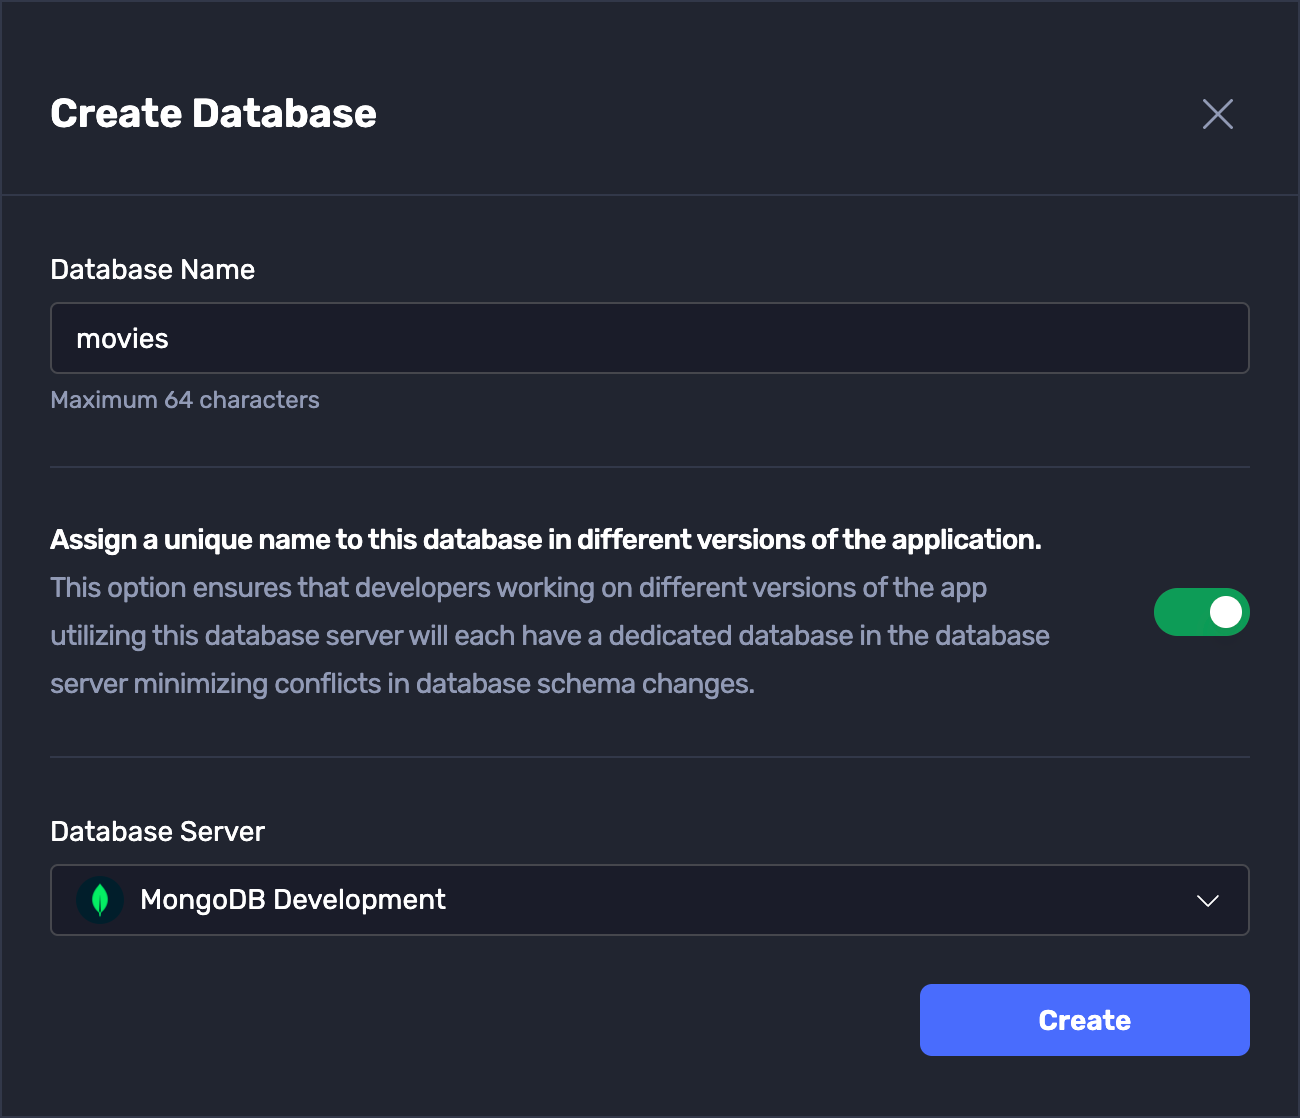 Create Database
Database Name
movies
Maximum 64 characters
Assign a unique name to this database in different versions of the application.
This option ensures that developers working on different versions of the app
utilizing this database server will each have a dedicated database in the database
server minimizing conflicts in database schema changes.
Database Server
MongoDB Development
Create